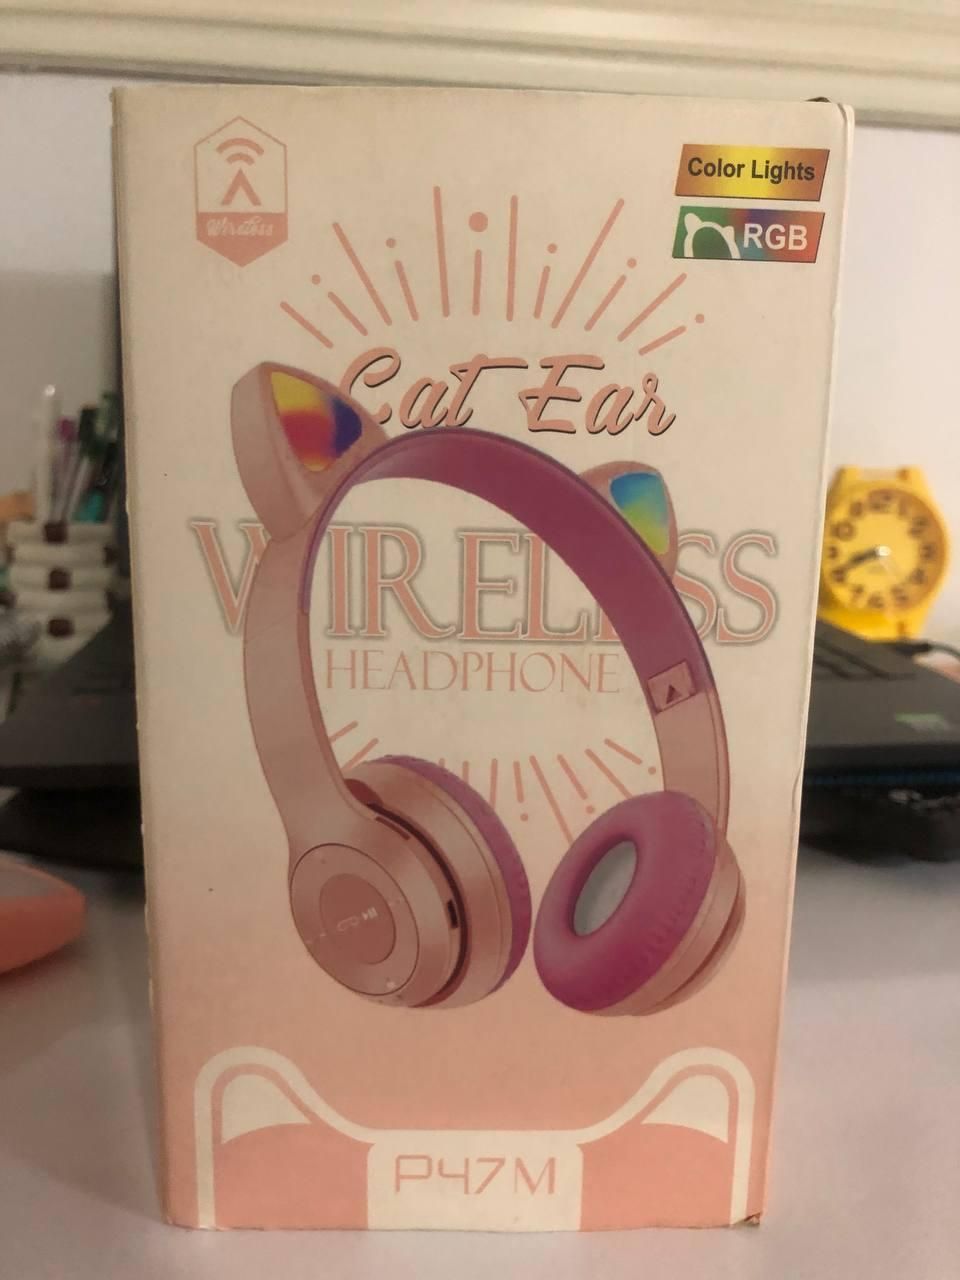 Wireless
Color Lights
RGB
Cat Ear
WIRELESS
HEADPHONE
P47M